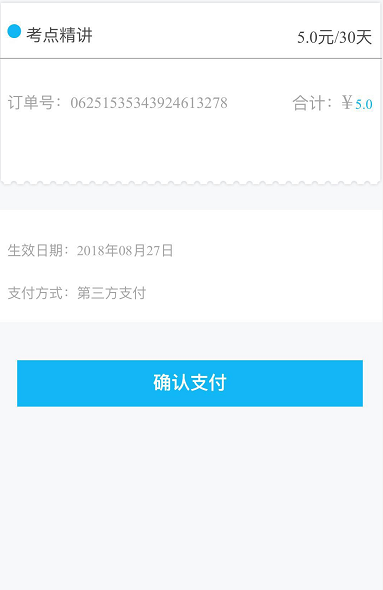 考点精讲 5.0元/30天
订单号：06251535343924613278 合计：￥5.0
生效日期：2018年08月27日
支付方式：第三方支付
确认支付